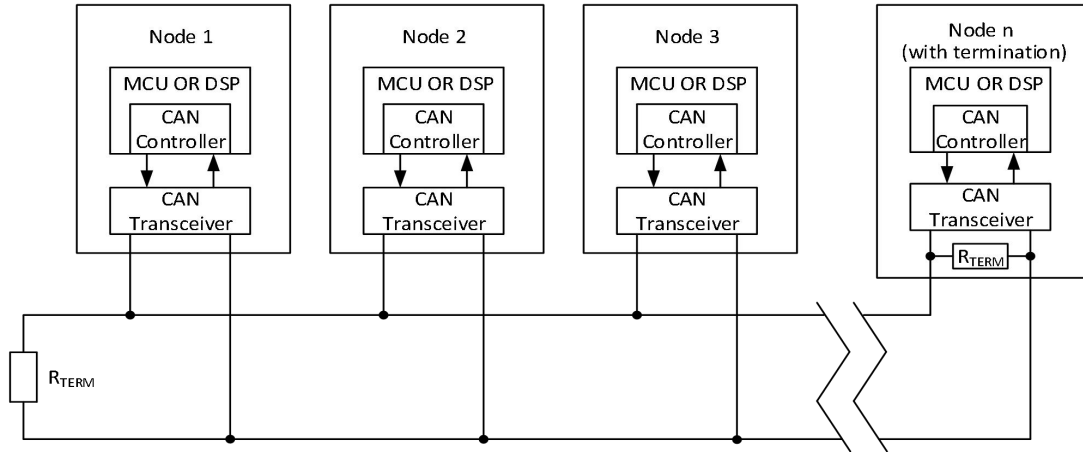 Node 1
MCU OR DSP
CAN
Controller
CAN
Transceiver
Node 2
MCU OR DSP
CAN
Controller
CAN
Transceiver
Node 3
MCU OR DSP
CAN
Controller
CAN
Transceiver
Node n
(with termination)
MCU OR DSP
CAN
Controller
CAN
Transceiver
RTERM
RTERM